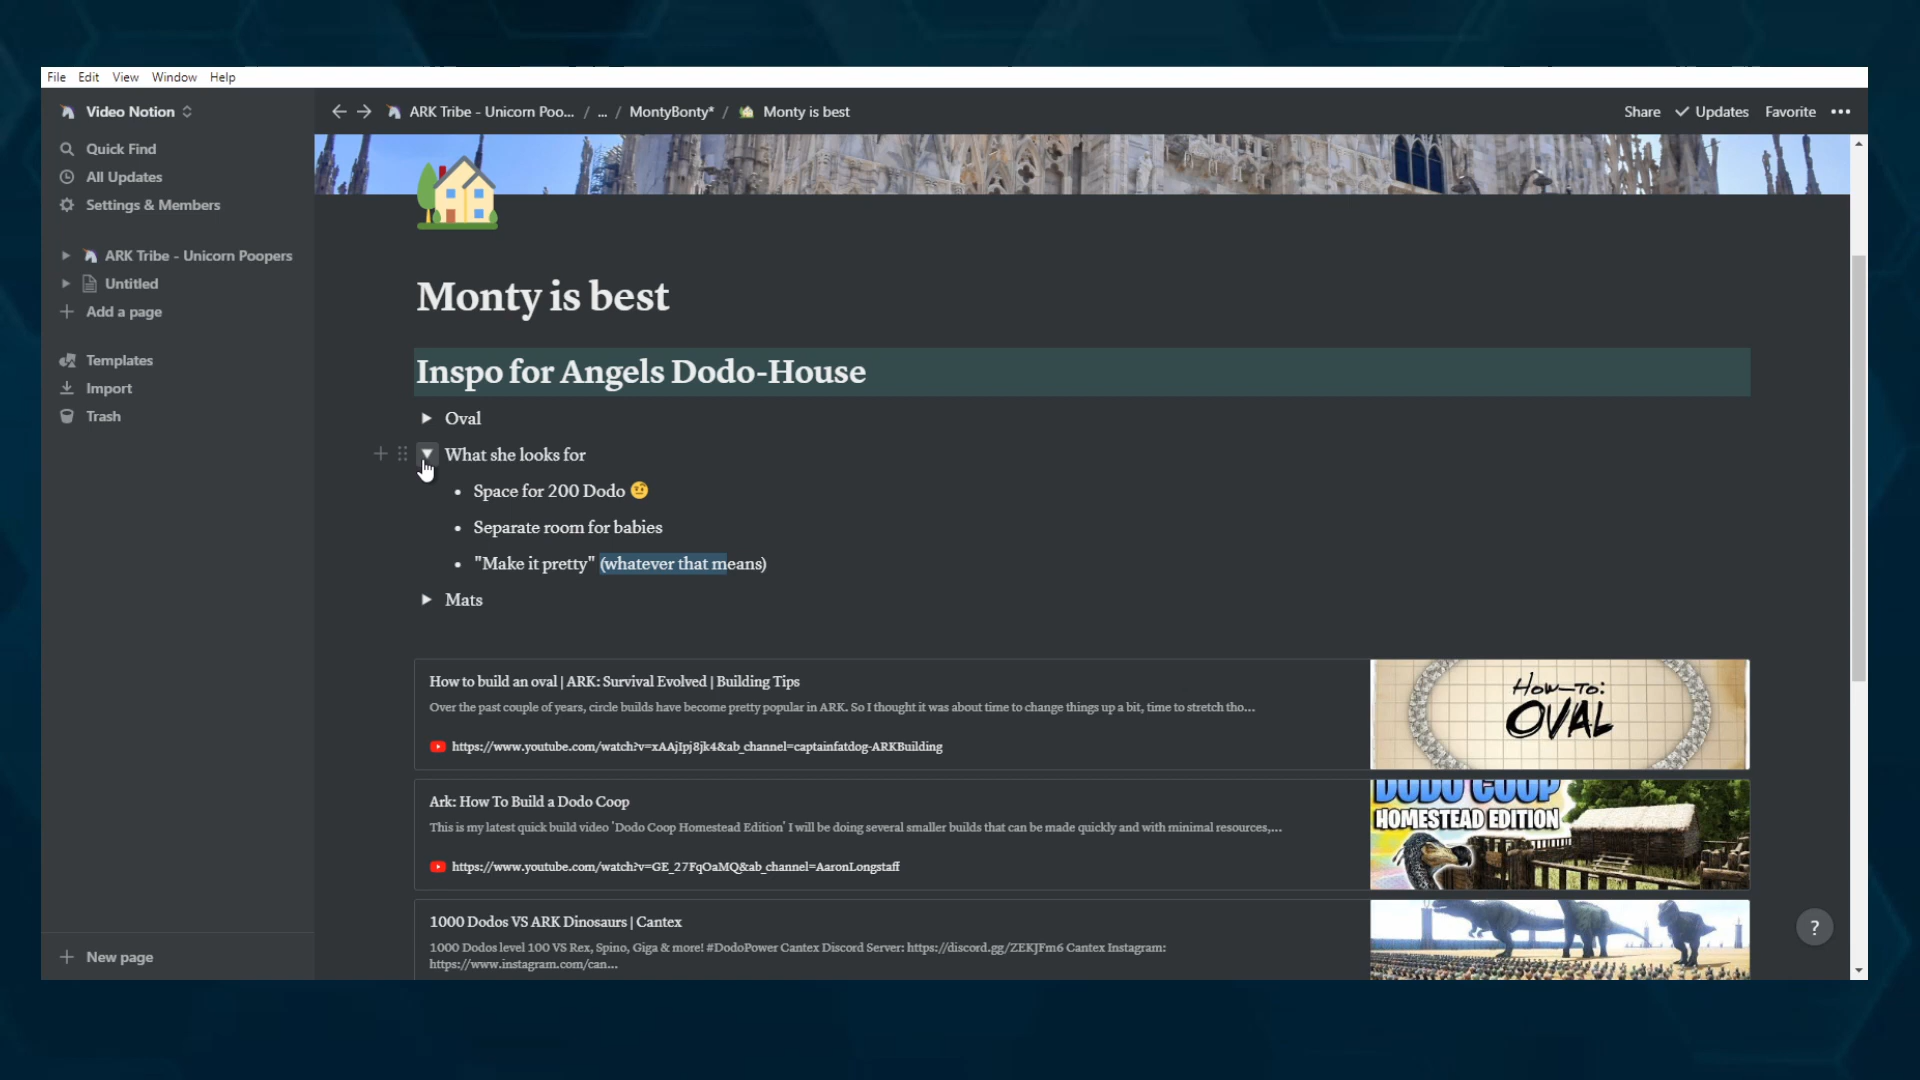 File Edit View Window Help
Video Notion
ARK Tribe - Unicorn Poo... / ... / MontyBonty* / Monty is best
Share Updates Favorite
Quick Find
All Updates
Settings & Members
ARK Tribe - Unicorn Poopers
Untitled
Add a page
Templates
Import
Trash
New page
Monty is best
Inspo for Angels Dodo-House
Oval
What she looks for
Space for 200 Dodo
Separate room for babies
"Make it pretty" (whatever that means)
Mats
How to build an oval | ARK: Survival Evolved | Building Tips
Over the past couple of years, circle builds have become pretty popular in ARK. So I thought it was about time to change things up a bit, time to stretch tho...
https://www.youtube.com/watch?v=xAAjIpj8jk4&ab_channel=captainfatdog-ARKBuilding
How-To:
OVAL
Ark: How To Build a Dodo Coop
This is my latest quick build video 'Dodo Coop Homestead Edition' I will be doing several smaller builds that can be made quickly and with minimal resources,...
https://www.youtube.com/watch?v=GE_27FqOaMQ&ab_channel=AaronLongstaff
DODO COOP
HOMESTEAD EDITION
1000 Dodos VS ARK Dinosaurs | Cantex
1000 Dodos level 100 VS Rex, Spino, Giga & more! #DodoPower Cantex Discord Server: https://discord.gg/ZEKJFm6 Cantex Instagram:
https://www.instagram.com/can...
?